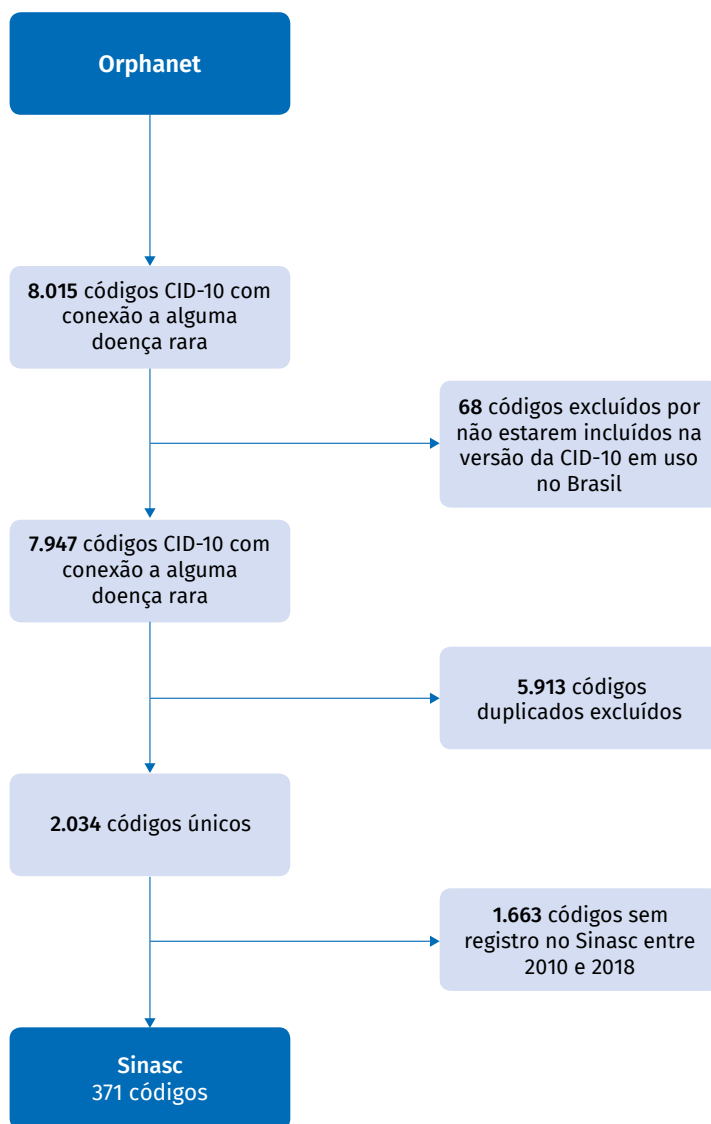 Orphanet
8.015 códigos CID-10 com
conexão a alguma
doença rara
68 códigos excluídos por
não estarem incluídos na
versão da CID-10 em uso
no Brasil
7.947 códigos CID-10 com
conexão a alguma
doença rara
5.913 códigos
duplicados excluídos
2.034 códigos únicos
1.663 códigos sem
registro no Sinasc entre
2010 e 2018
Sinasc
371 códigos